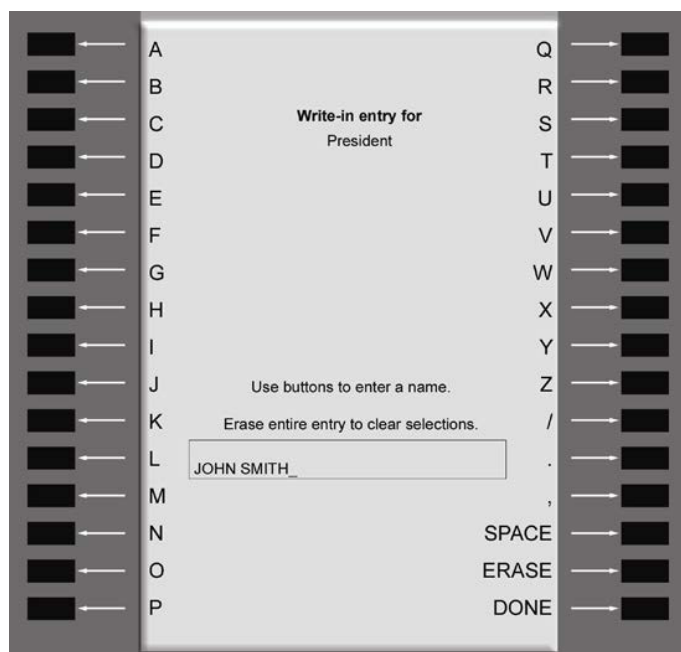 A Q
B R
Write-in entry for
C S
President
D T
E U
F V
G W
H X
I Y
J Use buttons to enter a name. Z
K Erase entire entry to clear selections. /
L .
JOHN SMITH_
M ,
N SPACE
O ERASE
P DONE